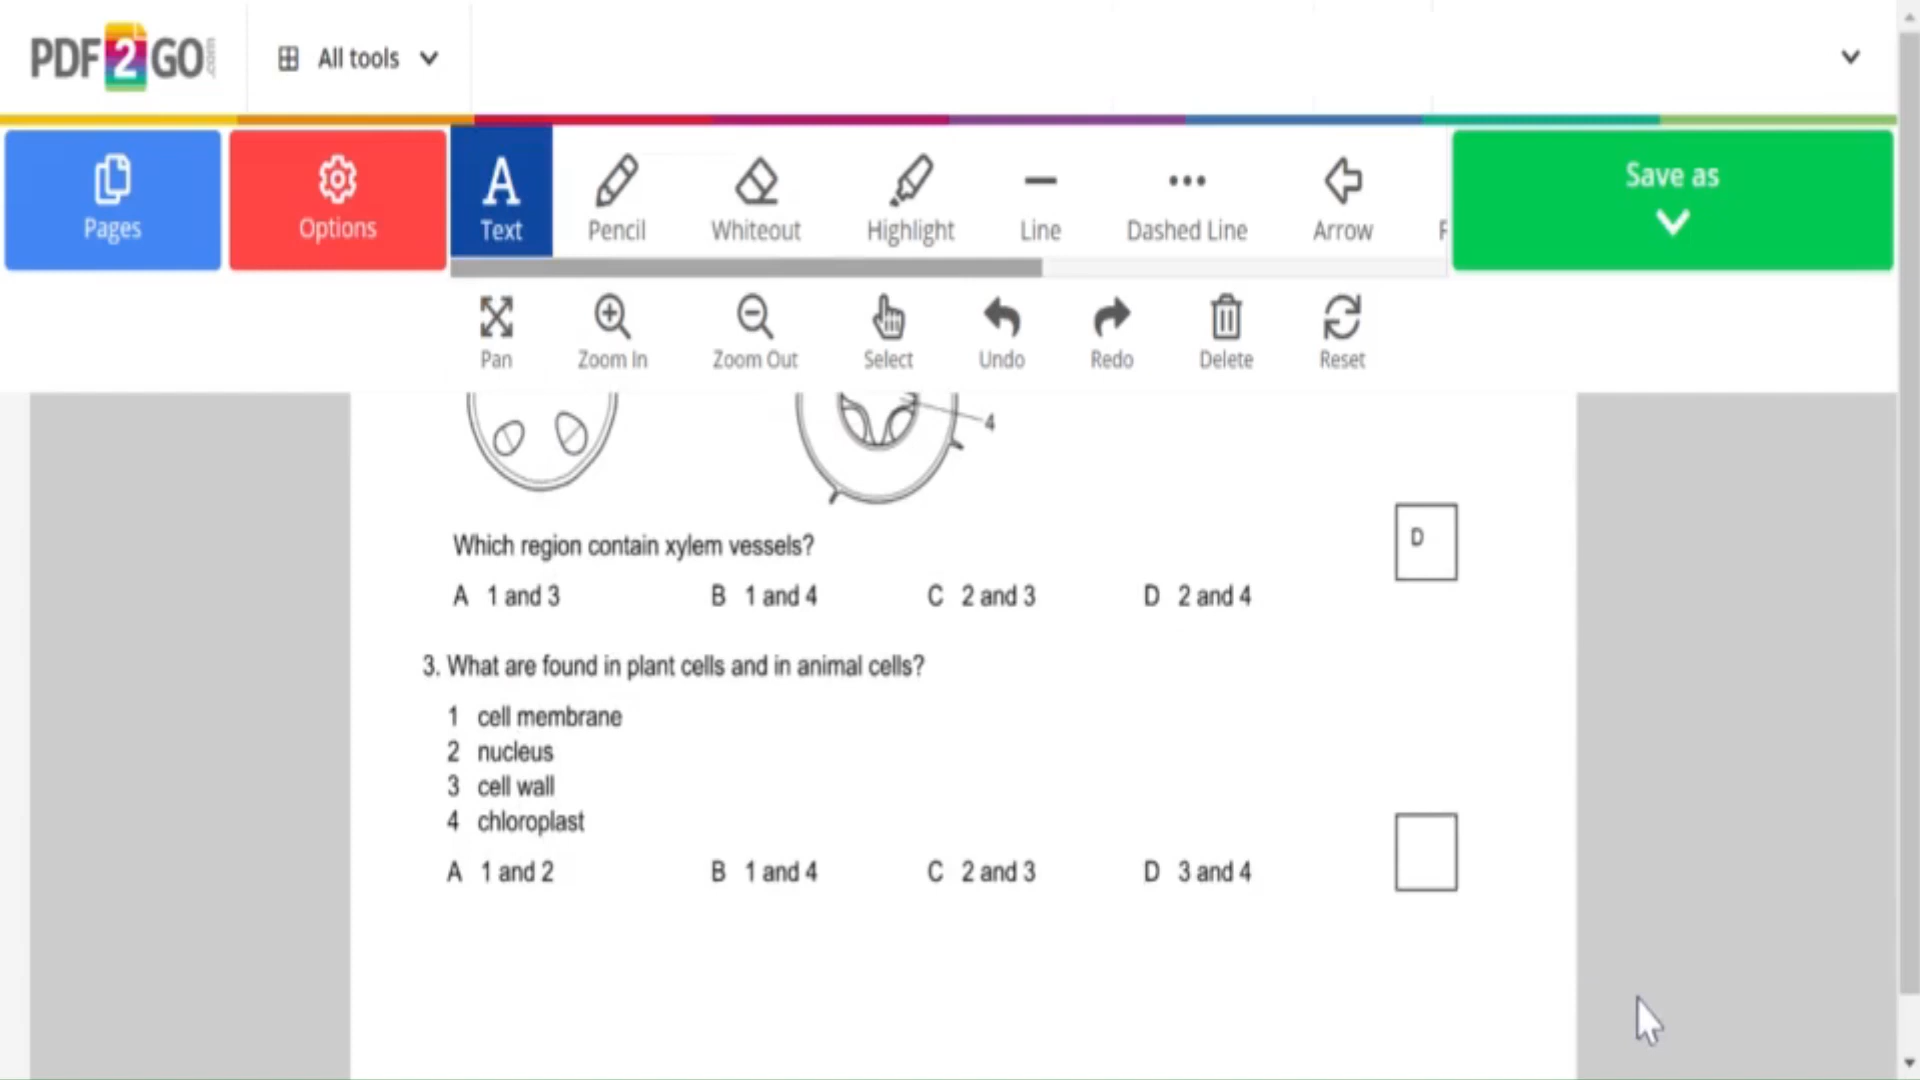 PDF2GO.com
All tools
Pages
Options
Text
Pencil
Whiteout
Highlight
Line
Dashed Line
Arrow
Save as
Pan
Zoom In
Zoom Out
Select
Undo
Redo
Delete
Reset
4
Which region contain xylem vessels?
D
A 1 and 3 B 1 and 4 C 2 and 3 D 2 and 4
3. What are found in plant cells and in animal cells?
1 cell membrane
2 nucleus
3 cell wall
4 chloroplast
A 1 and 2 B 1 and 4 C 2 and 3 D 3 and 4